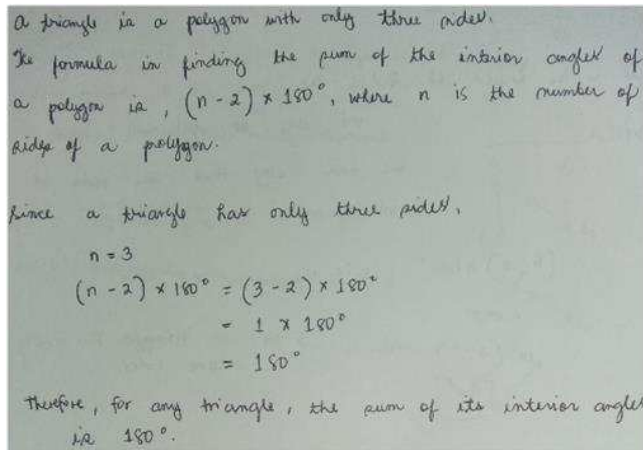 A triangle is a polygon with only three sides.
The formula in finding the sum of the interior angles of
a polygon is, (n - 2) × 180°, where n is the number of
sides of a polygon.
Since a triangle has only three sides,
n = 3
(n - 2) × 180° = (3 - 2) × 180°
= 1 × 180°
= 180°
Therefore, for any triangle, the sum of its interior angles
is 180°.